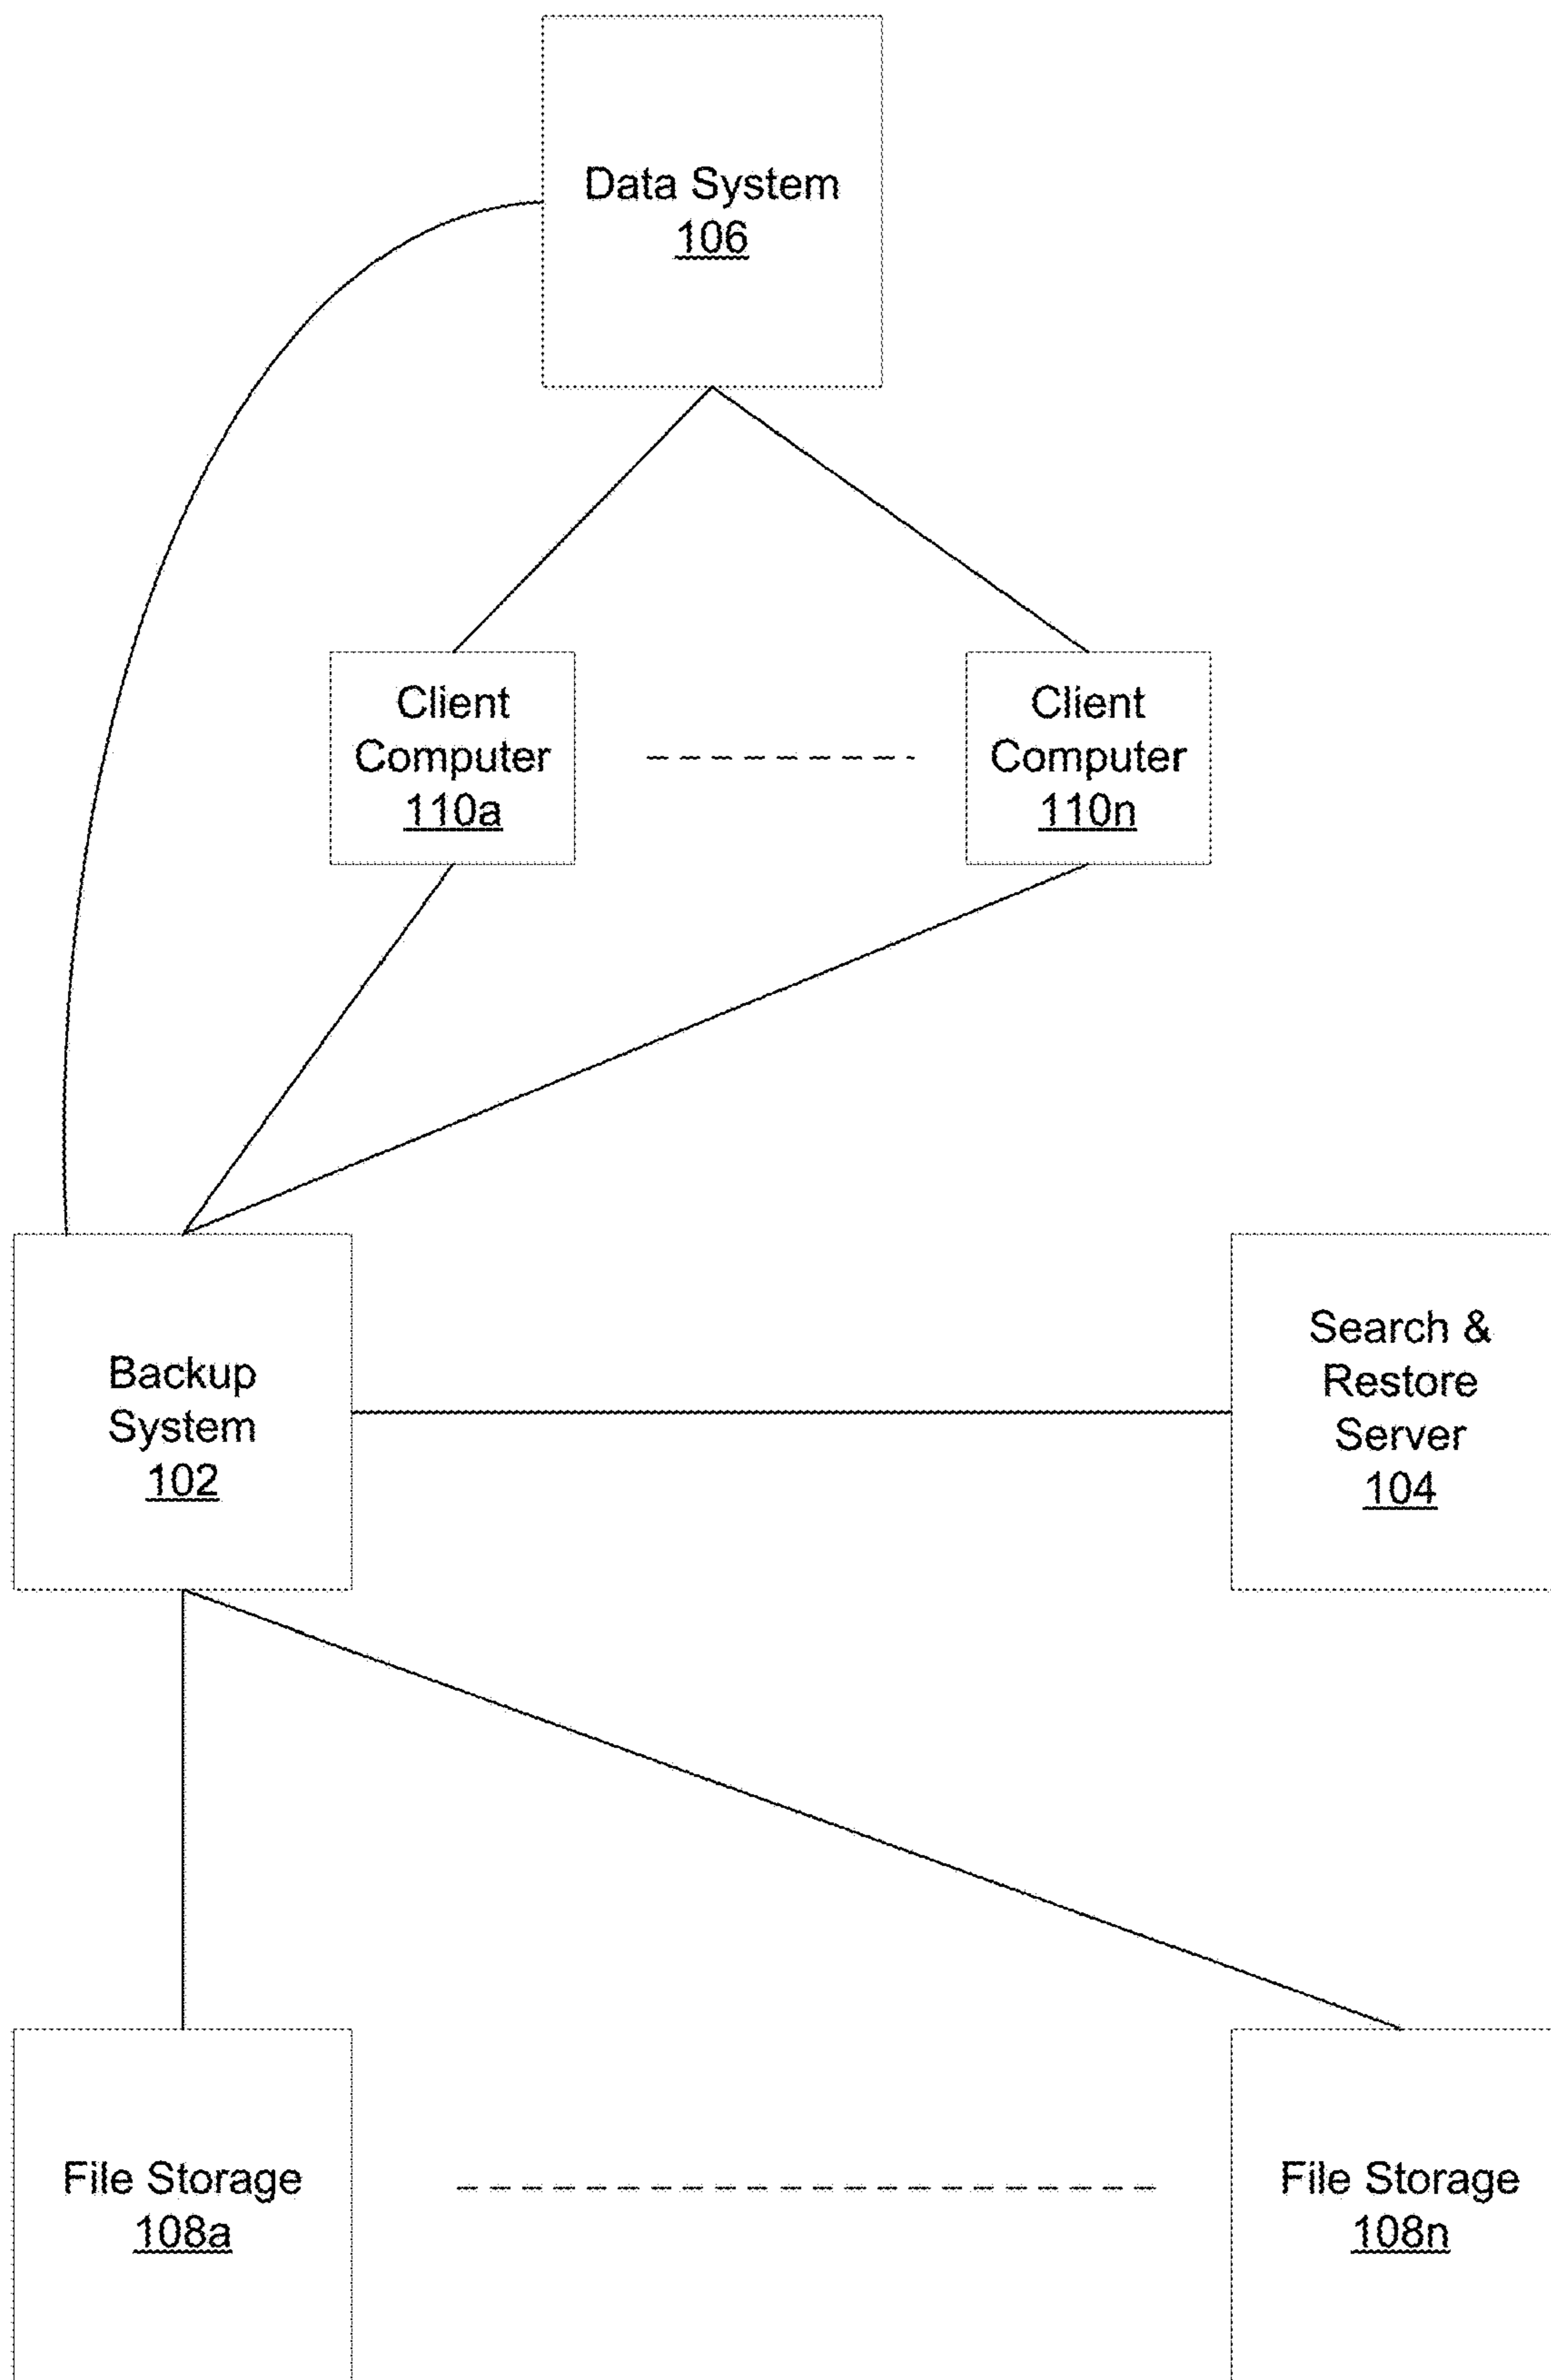 Data System
106
Client
Computer
110a
Client
Computer
110n
Backup
System
102
Search &
Restore
Server
104
File Storage
108a
File Storage
108n